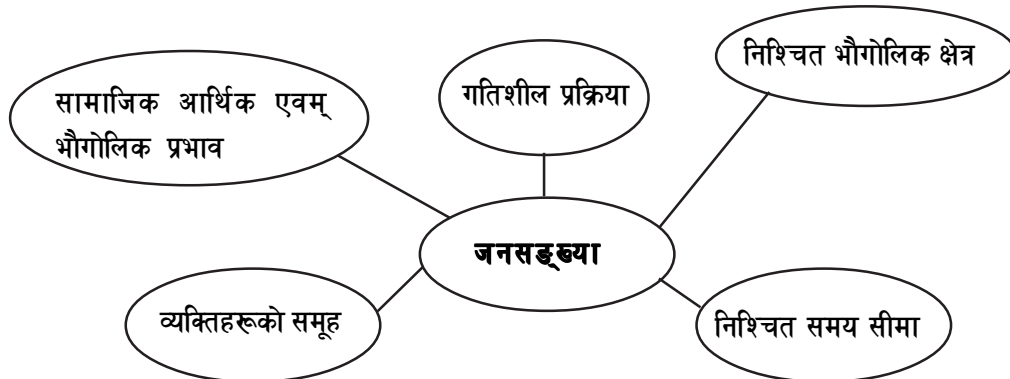 निश्चित भौगोलिक क्षेत्र
सामाजिक आर्थिक एवम्
भौगोलिक प्रभाव
गतिशील प्रक्रिया
जनसङ्ख्या
व्यक्तिहरूको समूह
निश्चित समय सीमा